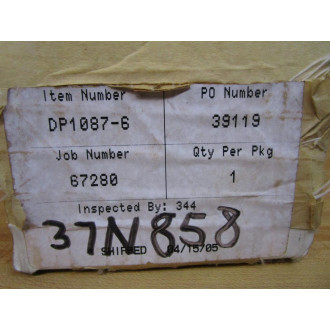 Item Number PO Number
DP1087-6 39119
Job Number Qty Per Pkg
67280 1
Inspected By: 344
37N858
SHIPPED 04/15/05